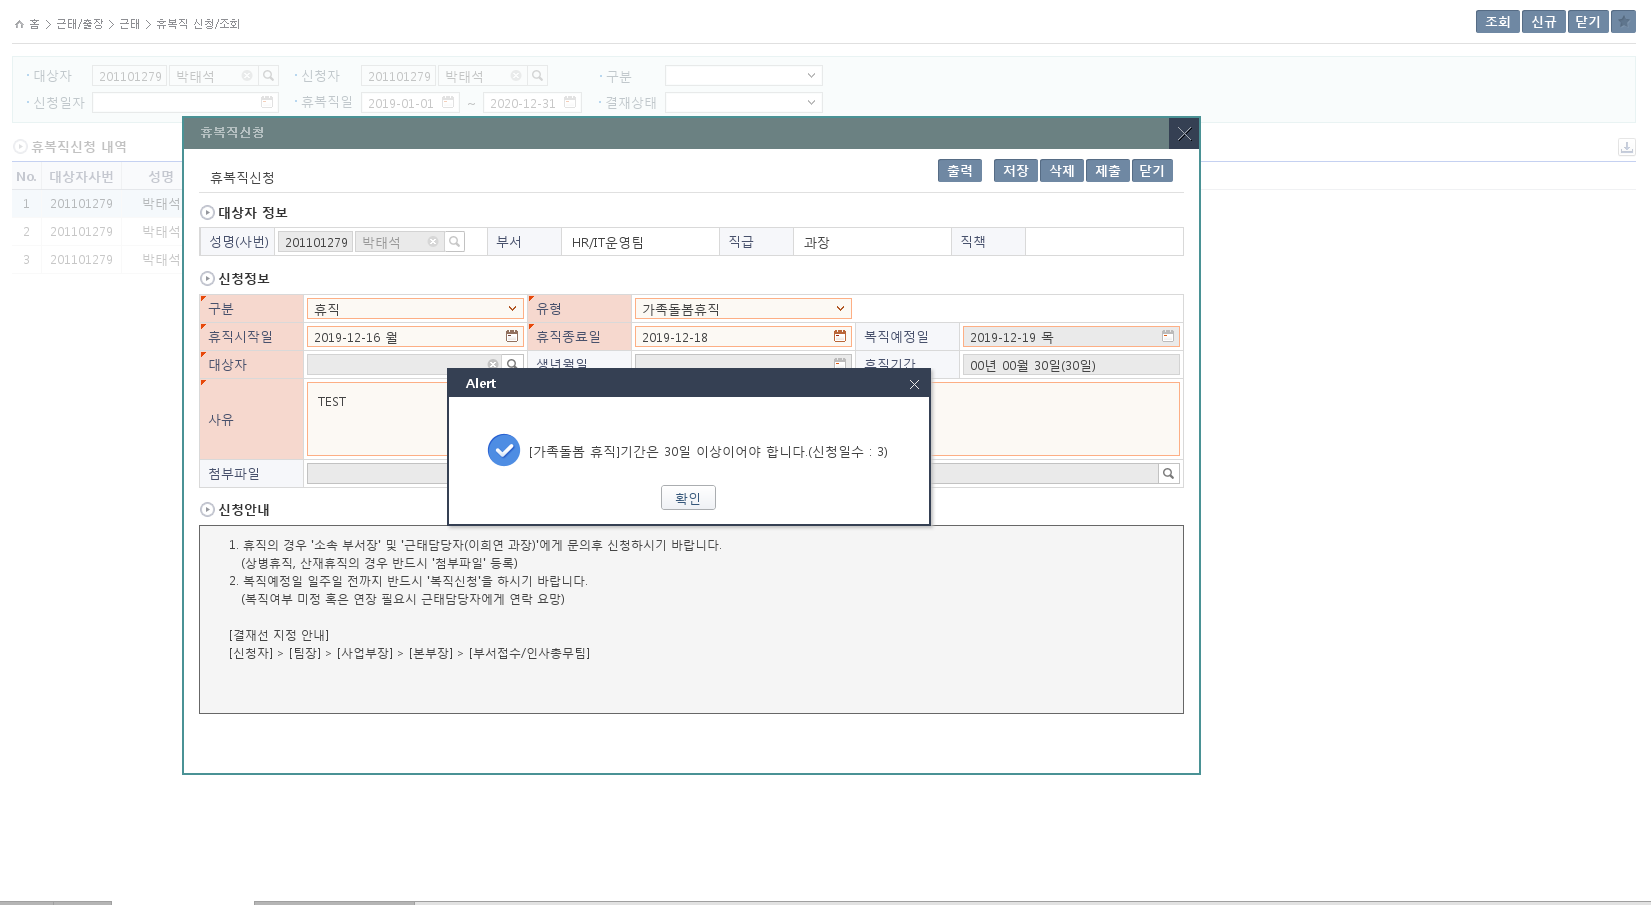 홈 > 근태/출장 > 근태 > 휴복직 신청/조회
조회 신규 닫기
· 대상자 201101279 박태석 · 신청자 201101279 박태석 · 구분
· 신청일자 · 휴복직일 2019-01-01 ~ 2020-12-31 · 결재상태
휴복직신청 내역
No. 대상자사번 성명
1 201101279 박태석
2 201101279 박태석
3 201101279 박태석
휴복직신청
휴복직신청
출력 저장 삭제 제출 닫기
대상자 정보
성명(사번) 201101279 박태석 부서 HR/IT운영팀 직급 과장 직책
신청정보
구분 휴직 유형 가족돌봄휴직
휴직시작일 2019-12-16 월 휴직종료일 2019-12-18 복직예정일 2019-12-19 목
대상자 생년월일 휴직기간 00년 00월 30일(30일)
사유 TEST
첨부파일
Alert
[가족돌봄 휴직]기간은 30일 이상이어야 합니다.(신청일수 : 3)
확인
신청안내
1. 휴직의 경우 '소속 부서장' 및 '근태담당자(이희연 과장)'에게 문의후 신청하시기 바랍니다.
(상병휴직, 산재휴직의 경우 반드시 '첨부파일' 등록)
2. 복직예정일 일주일 전까지 반드시 '복직신청'을 하시기 바랍니다.
(복직여부 미정 혹은 연장 필요시 근태담당자에게 연락 요망)
[결재선 지정 안내]
[신청자] > [팀장] > [사업부장] > [본부장] > [부서접수/인사총무팀]